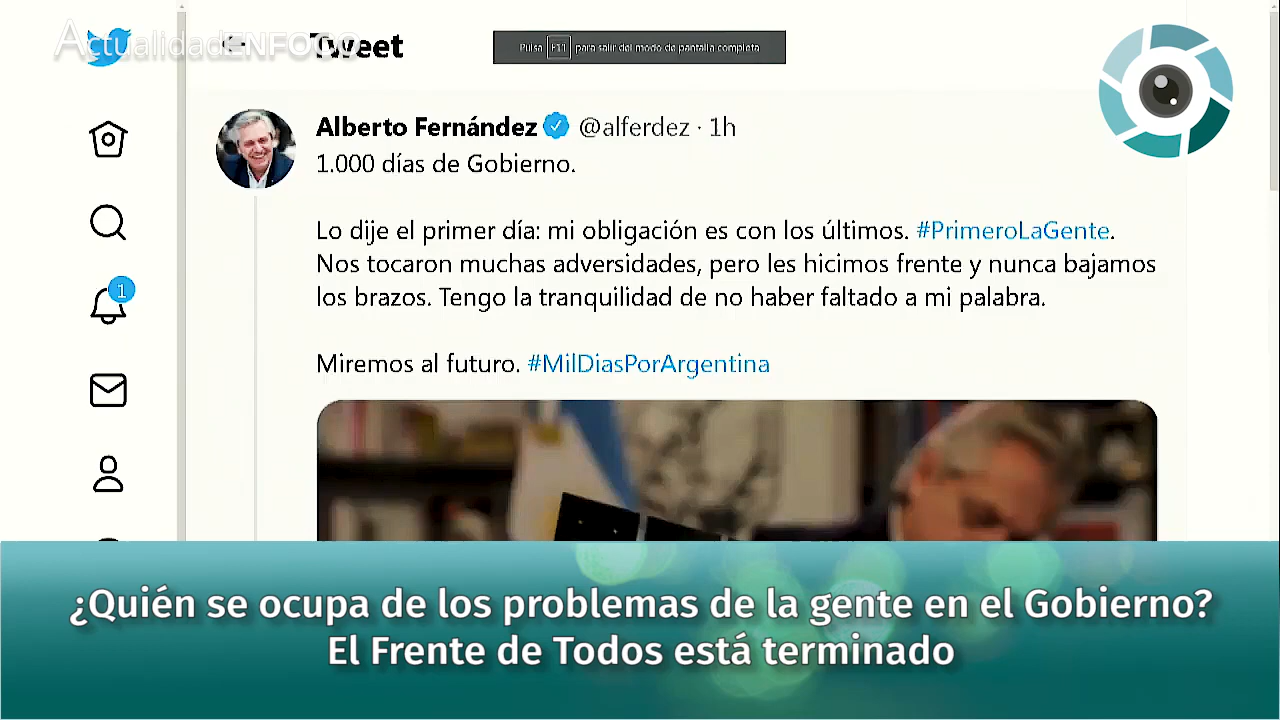 ActualidadENFOCO
Tweet
Pulsa F11 para salir del modo de pantalla completa
Alberto Fernández @alferdez · 1h
1.000 días de Gobierno.
Lo dije el primer día: mi obligación es con los últimos. #PrimeroLaGente.
Nos tocaron muchas adversidades, pero les hicimos frente y nunca bajamos
los brazos. Tengo la tranquilidad de no haber faltado a mi palabra.
Miremos al futuro. #MilDiasPorArgentina
1
¿Quién se ocupa de los problemas de la gente en el Gobierno?
El Frente de Todos está terminado